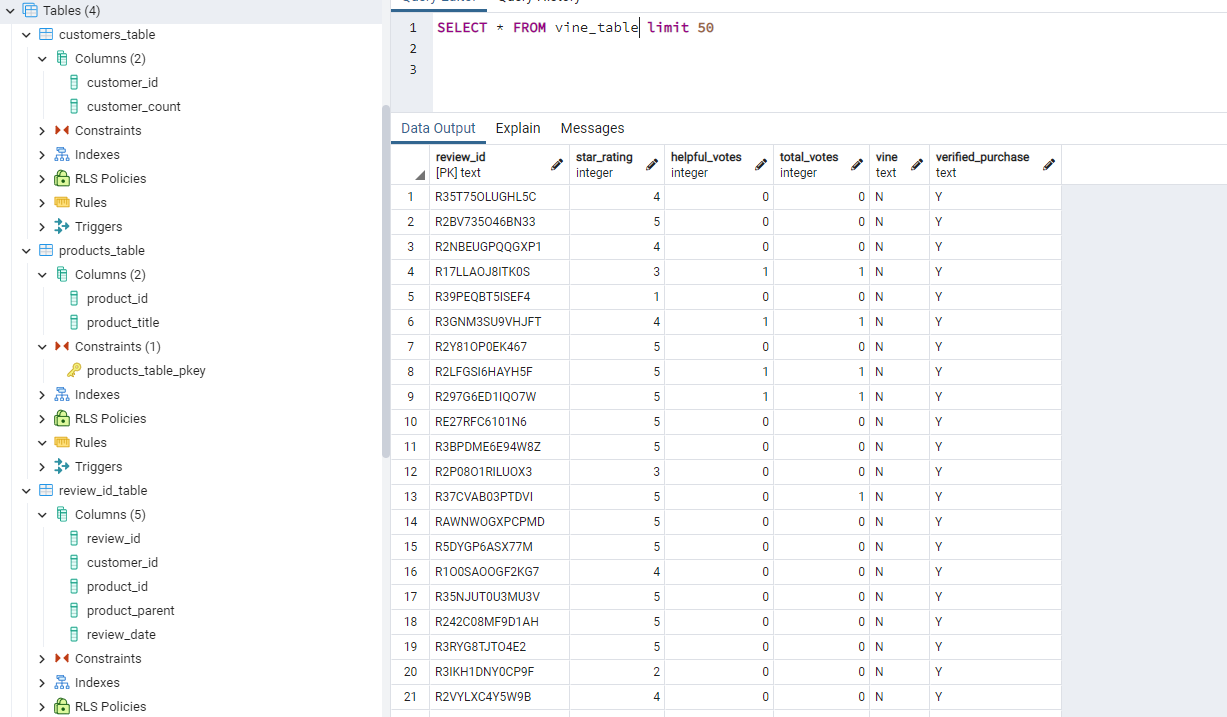 Tables (4)
customers_table
Columns (2)
customer_id
customer_count
Constraints
Indexes
RLS Policies
Rules
Triggers
products_table
Columns (2)
product_id
product_title
Constraints (1)
products_table_pkey
Indexes
RLS Policies
Rules
Triggers
review_id_table
Columns (5)
review_id
customer_id
product_id
product_parent
review_date
Constraints
Indexes
RLS Policies
Query Editor Query History
1 SELECT * FROM vine_table limit 50
2
3
Data Output Explain Messages
review_id star_rating helpful_votes total_votes vine verified_purchase
[PK] text integer integer integer text text
1 R35T75OLUGHL5C 4 0 0 N Y
2 R2BV735O46BN33 5 0 0 N Y
3 R2NBEUGPQQGXP1 4 0 0 N Y
4 R17LLAOJ8ITK0S 3 1 1 N Y
5 R39PEQBT5ISEF4 1 0 0 N Y
6 R3GNM3SU9VHJFT 4 1 1 N Y
7 R2Y81OP0EK467 5 0 0 N Y
8 R2LFGSI6HAYH5F 5 1 1 N Y
9 R297G6ED1IQO7W 5 1 1 N Y
10 RE27RFC6101N6 5 0 0 N Y
11 R3BPDME6E94W8Z 5 0 0 N Y
12 R2P08O1RILUOX3 3 0 0 N Y
13 R37CVAB03PTDVI 5 0 1 N Y
14 RAWNWOGXPCPMD 5 0 0 N Y
15 R5DYGP6ASX77M 5 0 0 N Y
16 R1O0SAOOGF2KG7 4 0 0 N Y
17 R35NJUT0U3MU3V 5 0 0 N Y
18 R242C08MF9D1AH 5 0 0 N Y
19 R3RYG8TJTO4E2 5 0 0 N Y
20 R3IKH1DNY0CP9F 2 0 0 N Y
21 R2VYLXC4Y5W9B 4 0 0 N Y